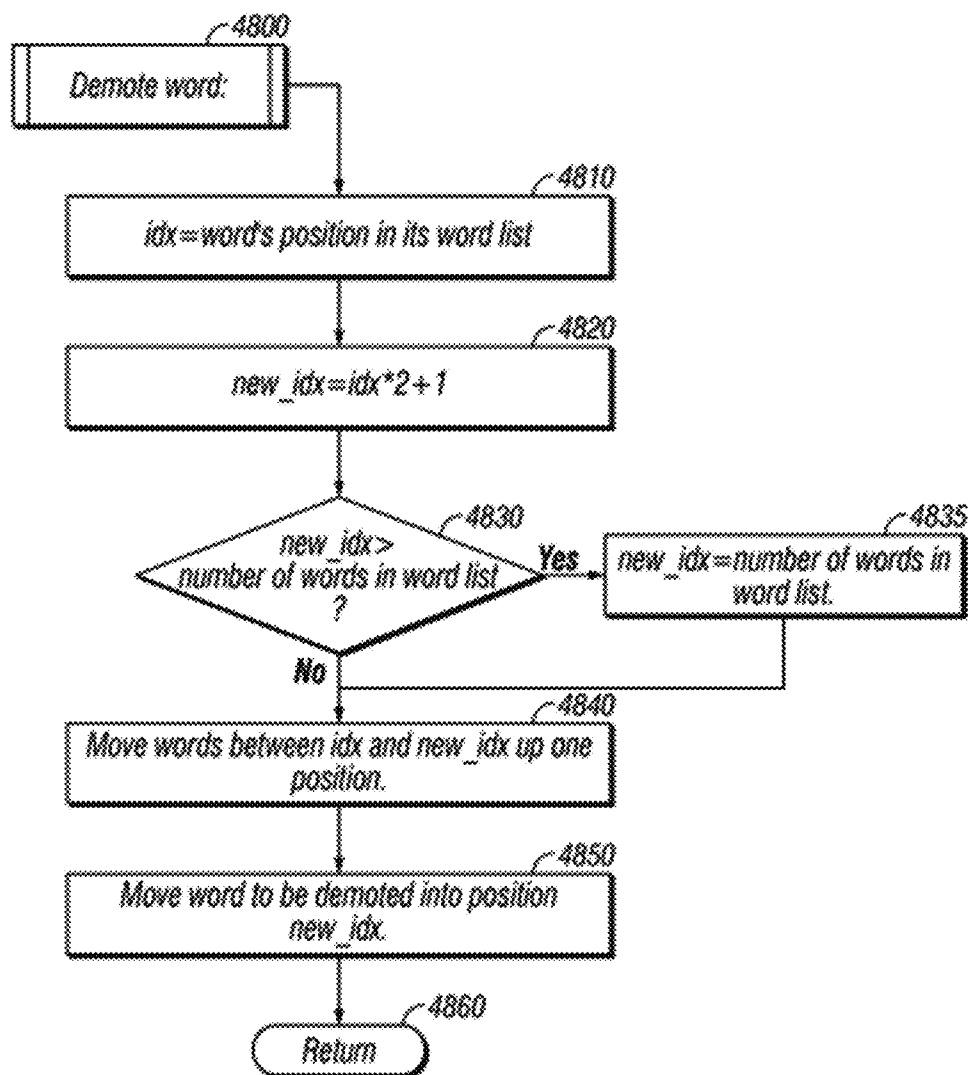 4800
Demote word:
4810
idx=word's position in its word list
4820
new_idx=idx*2+1
4830
new_idx>
number of words in word list
?
Yes
4835
new_idx=number of words in
word list.
No
4840
Move words between idx and new_idx up one
position.
4850
Move word to be demoted into position
new_idx.
4860
Return